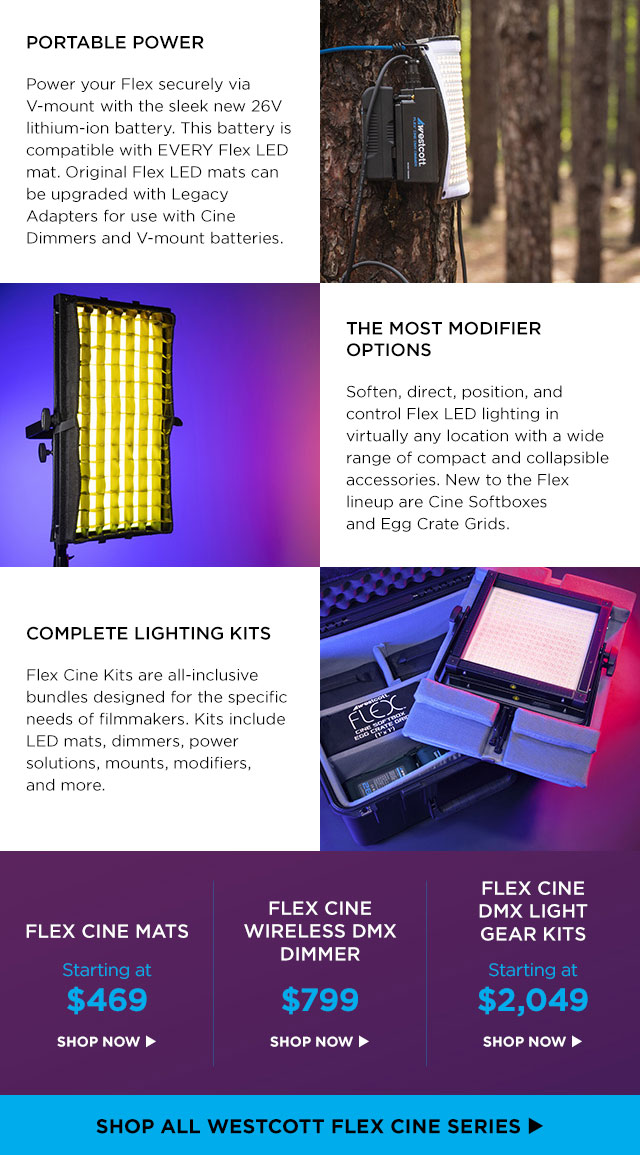 PORTABLE POWER
Power your Flex securely via
V-mount with the sleek new 26V
lithium-ion battery. This battery is
compatible with EVERY Flex LED
mat. Original Flex LED mats can
be upgraded with Legacy
Adapters for use with Cine
Dimmers and V-mount batteries.
westcott
THE MOST MODIFIER
OPTIONS
Soften, direct, position, and
control Flex LED lighting in
virtually any location with a wide
range of compact and collapsible
accessories. New to the Flex
lineup are Cine Softboxes
and Egg Crate Grids.
COMPLETE LIGHTING KITS
Flex Cine Kits are all-inclusive
bundles designed for the specific
needs of filmmakers. Kits include
LED mats, dimmers, power
solutions, mounts, modifiers,
and more.
westcott
FLEX
CINE SOFTBOX
EGG CRATE GRID
(1' x 1')
FLEX CINE MATS
Starting at
$469
SHOP NOW ▶
FLEX CINE
WIRELESS DMX
DIMMER
$799
SHOP NOW ▶
FLEX CINE
DMX LIGHT
GEAR KITS
Starting at
$2,049
SHOP NOW ▶
SHOP ALL WESTCOTT FLEX CINE SERIES ▶